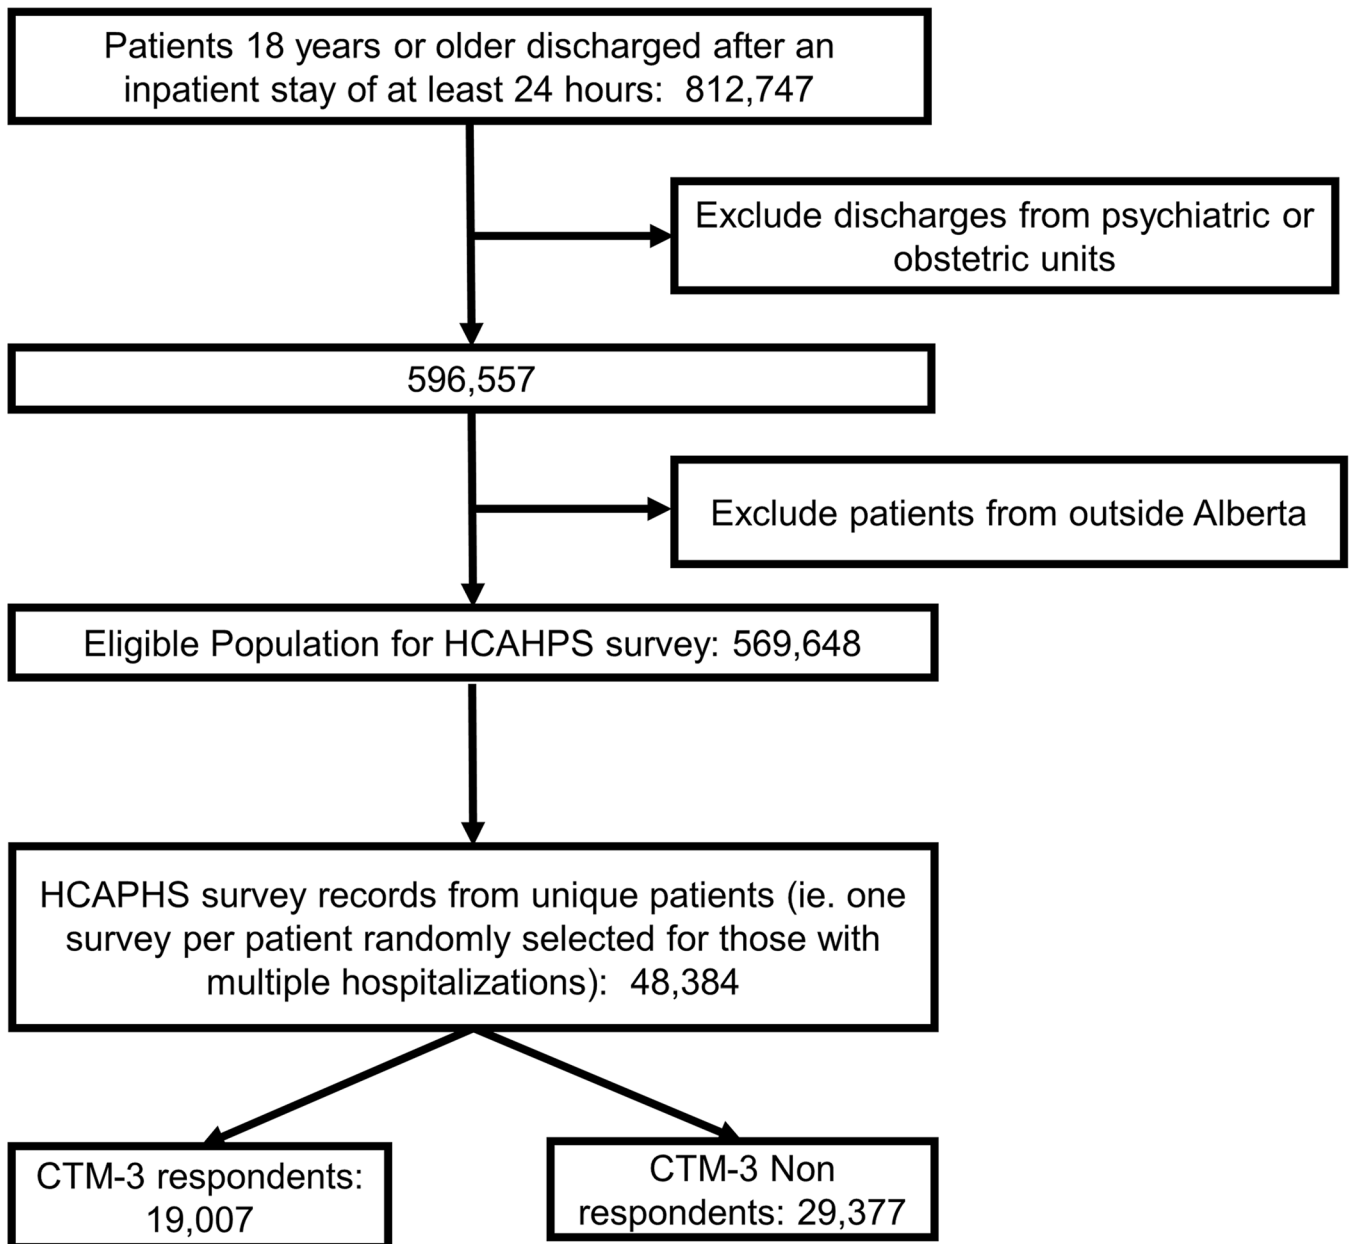 Patients 18 years or older discharged after an
inpatient stay of at least 24 hours: 812,747
Exclude discharges from psychiatric or
obstetric units
596,557
Exclude patients from outside Alberta
Eligible Population for HCAHPS survey: 569,648
HCAPHS survey records from unique patients (ie. one
survey per patient randomly selected for those with
multiple hospitalizations): 48,384
CTM-3 respondents:
19,007
CTM-3 Non
respondents: 29,377